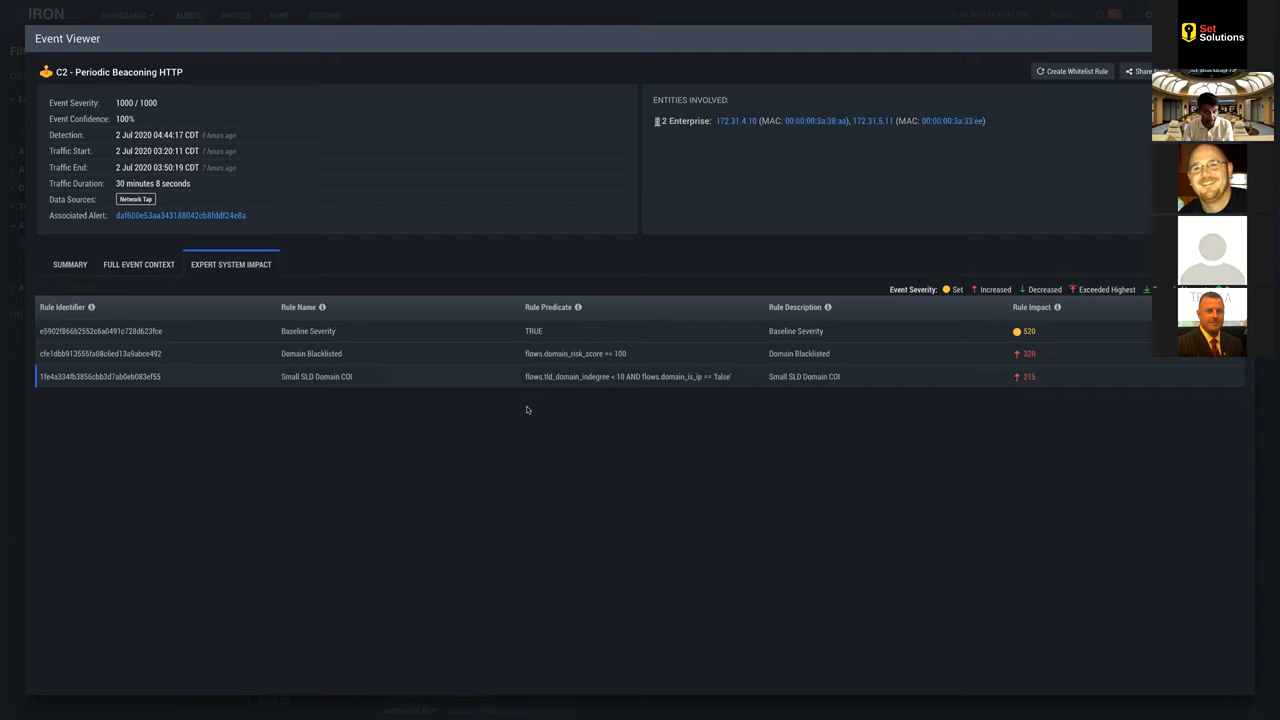 IRON
DASHBOARDS
ALERTS
ENTITIES
HUNT
SESSIONS
Event Viewer
C2 - Periodic Beaconing HTTP
Create Whitelist Rule
Share Event
Event Severity: 1000 / 1000
Event Confidence: 100%
Detection: 2 Jul 2020 04:44:17 CDT 6 hours ago
Traffic Start: 2 Jul 2020 03:20:11 CDT 7 hours ago
Traffic End: 2 Jul 2020 03:50:19 CDT 7 hours ago
Traffic Duration: 30 minutes 8 seconds
Data Sources: Network Tap
Associated Alert: daf600e53aa343188042cb8fddf24e8a
ENTITIES INVOLVED:
2 Enterprise: 172.31.4.10 (MAC: 00:00:00:3a:38:aa), 172.31.5.11 (MAC: 00:00:00:3a:33:ee)
SUMMARY
FULL EVENT CONTEXT
EXPERT SYSTEM IMPACT
Event Severity: Set Increased Decreased Exceeded Highest
Rule Identifier Rule Name Rule Predicate Rule Description Rule Impact
e5902f866b2552c6a0491c728d623fce Baseline Severity TRUE Baseline Severity 520
cfe1dbb913555fa08c6ed13a9abce492 Domain Blacklisted flows.domain_risk_score == 100 Domain Blacklisted 320
1fe4a334fb3856cbb3d7ab0eb083ef55 Small SLD Domain COI flows.tld_domain_indegree < 10 AND flows.domain_is_ip == 'false' Small SLD Domain COI 215
Set
Solutions